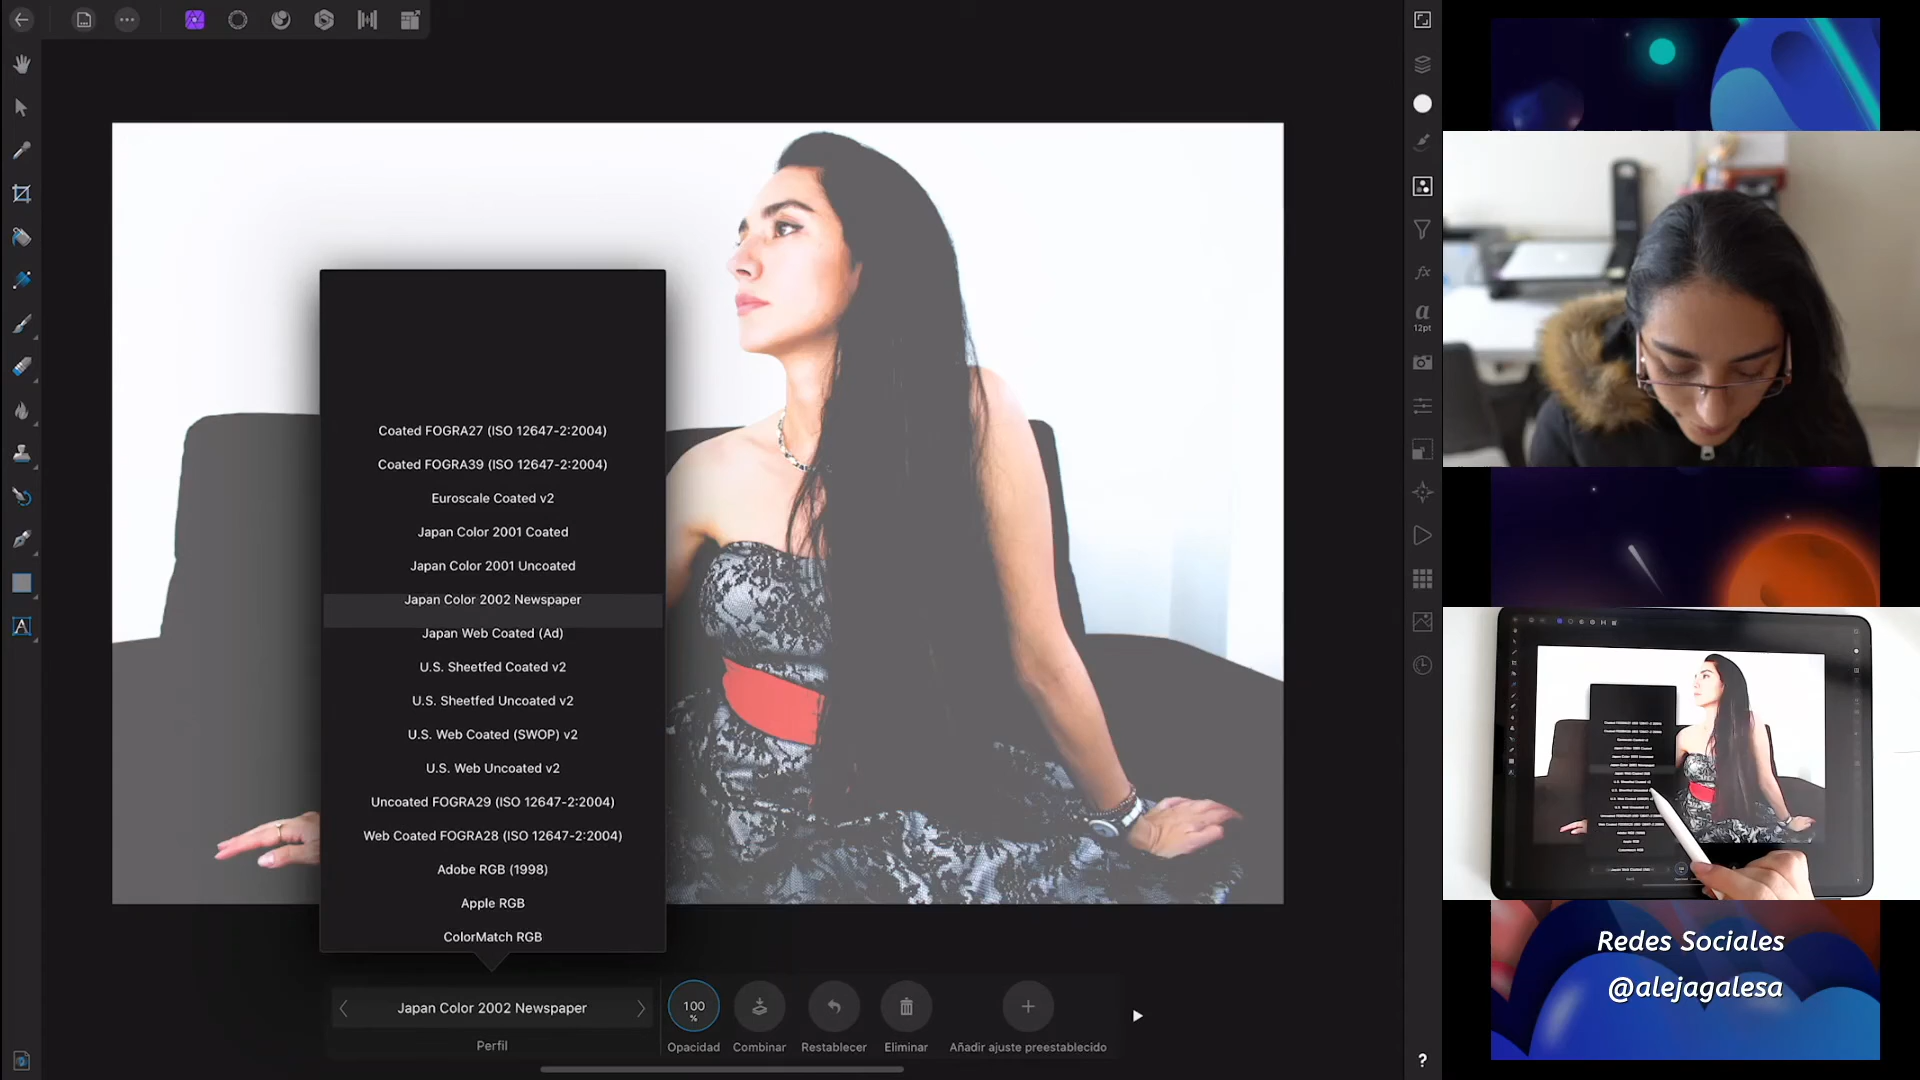 a
12pt
Coated FOGRA27 (ISO 12647-2:2004)
Coated FOGRA39 (ISO 12647-2:2004)
Euroscale Coated v2
Japan Color 2001 Coated
Japan Color 2001 Uncoated
Japan Color 2002 Newspaper
Japan Web Coated (Ad)
U.S. Sheetfed Coated v2
U.S. Sheetfed Uncoated v2
U.S. Web Coated (SWOP) v2
U.S. Web Uncoated v2
Uncoated FOGRA29 (ISO 12647-2:2004)
Web Coated FOGRA28 (ISO 12647-2:2004)
Adobe RGB (1998)
Apple RGB
ColorMatch RGB
Japan Color 2002 Newspaper
Perfil
100
%
Opacidad
Combinar
Restablecer
Eliminar
Añadir ajuste preestablecido
?
Redes Sociales
@alejagalesa